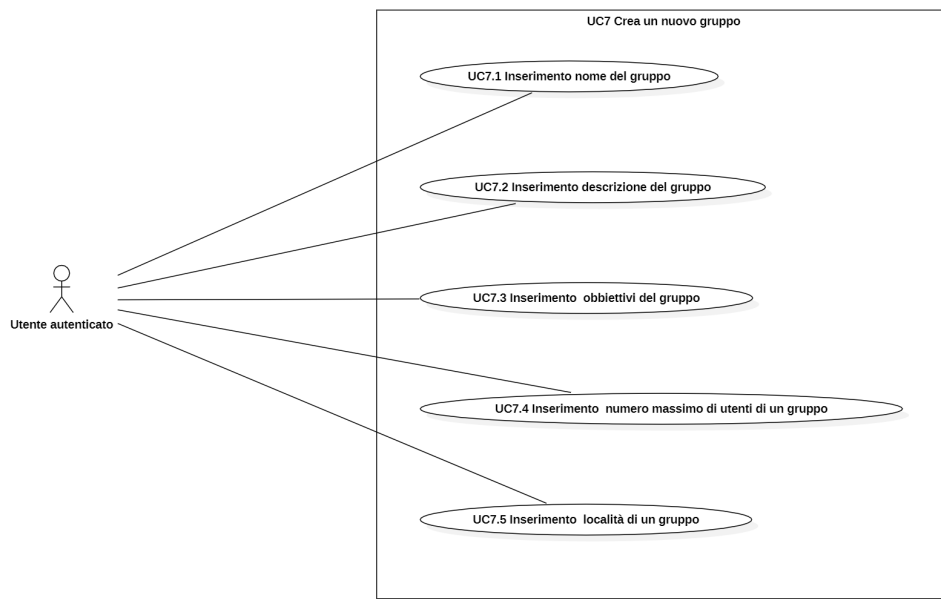 UC7 Crea un nuovo gruppo
UC7.1 Inserimento nome del gruppo
UC7.2 Inserimento descrizione del gruppo
UC7.3 Inserimento  obbiettivi del gruppo
UC7.4 Inserimento  numero massimo di utenti di un gruppo
UC7.5 Inserimento  località di un gruppo
Utente autenticato